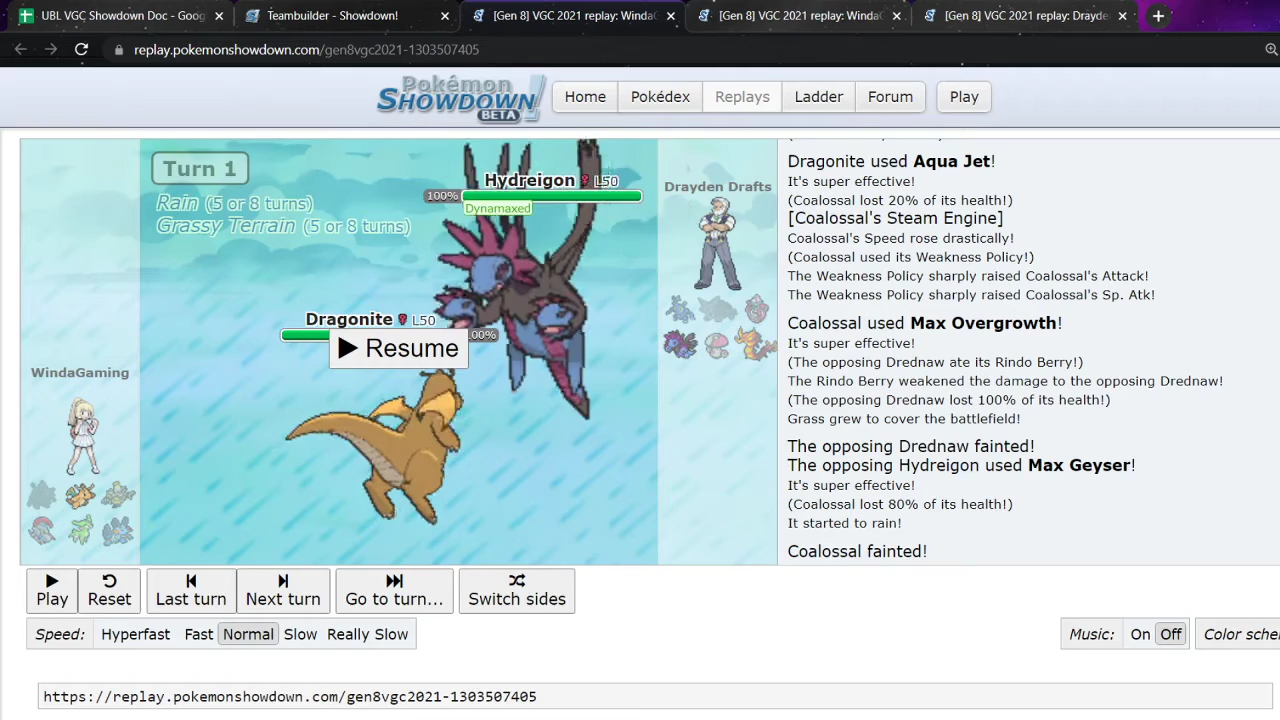 UBL VGC Showdown Doc - Goog
Teambuilder - Showdown!
[Gen 8] VGC 2021 replay: WindaG
[Gen 8] VGC 2021 replay: WindaG
[Gen 8] VGC 2021 replay: Drayde
replay.pokemonshowdown.com/gen8vgc2021-1303507405
Pokémon
SHOWDOWN!
BETA
Home
Pokédex
Replays
Ladder
Forum
Play
Turn 1
Rain (5 or 8 turns)
Grassy Terrain (5 or 8 turns)
Hydreigon L50
100%
Dynamaxed
Drayden Drafts
Dragonite L50
100%
Resume
WindaGaming
Dragonite used Aqua Jet!
It's super effective!
(Coalossal lost 20% of its health!)
[Coalossal's Steam Engine]
Coalossal's Speed rose drastically!
(Coalossal used its Weakness Policy!)
The Weakness Policy sharply raised Coalossal's Attack!
The Weakness Policy sharply raised Coalossal's Sp. Atk!
Coalossal used Max Overgrowth!
It's super effective!
(The opposing Drednaw ate its Rindo Berry!)
The Rindo Berry weakened the damage to the opposing Drednaw!
(The opposing Drednaw lost 100% of its health!)
Grass grew to cover the battlefield!
The opposing Drednaw fainted!
The opposing Hydreigon used Max Geyser!
It's super effective!
(Coalossal lost 80% of its health!)
It started to rain!
Coalossal fainted!
Play
Reset
Last turn
Next turn
Go to turn...
Switch sides
Speed: Hyperfast Fast Normal Slow Really Slow
Music: On Off
Color sche
https://replay.pokemonshowdown.com/gen8vgc2021-1303507405